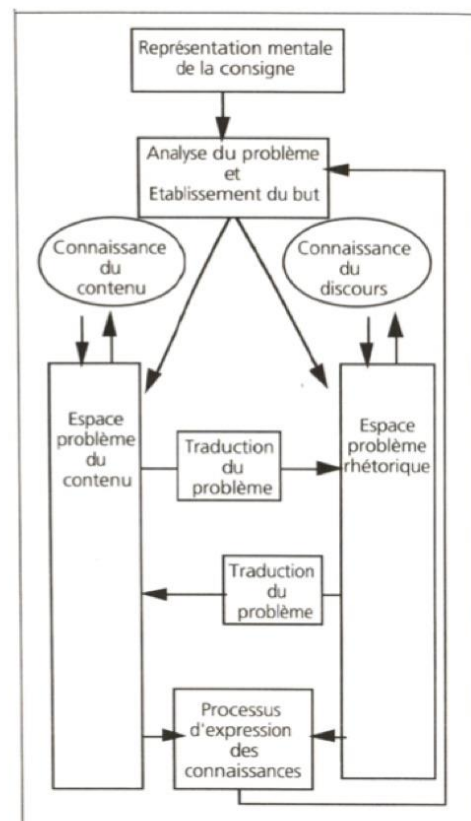 Représentation mentale
de la consigne
Analyse du problème
et
Etablissement du but
Connaissance
du
contenu
Connaissance
du
discours
Espace
problème
du
contenu
Traduction
du
problème
Espace
problème
rhétorique
Traduction
du
problème
Processus
d'expression
des
connaissances